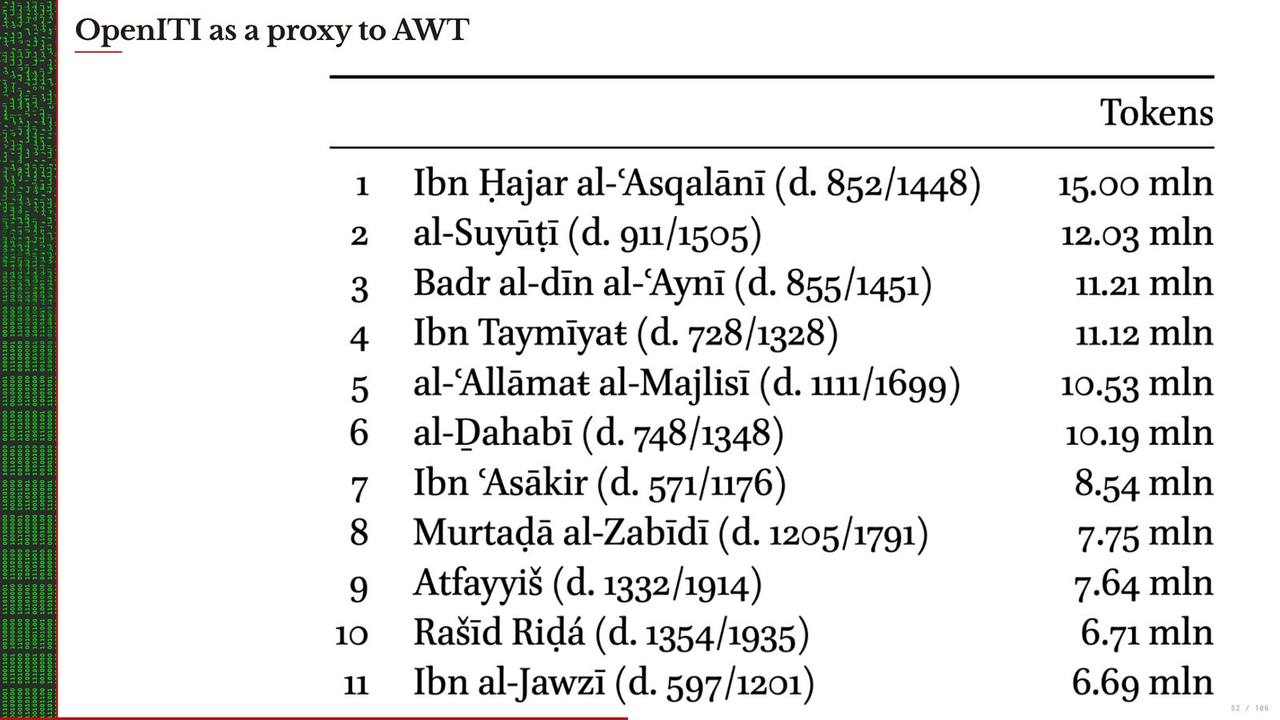 OpenITI as a proxy to AWT
Tokens
1 Ibn Ḥajar al-ʿAsqalānī (d. 852/1448) 15.00 mln
2 al-Suyūṭī (d. 911/1505) 12.03 mln
3 Badr al-dīn al-ʿAynī (d. 855/1451) 11.21 mln
4 Ibn Taymīyaŧ (d. 728/1328) 11.12 mln
5 al-ʿAllāmaŧ al-Majlisī (d. 1111/1699) 10.53 mln
6 al-Ḏahabī (d. 748/1348) 10.19 mln
7 Ibn ʿAsākir (d. 571/1176) 8.54 mln
8 Murtaḍā al-Zabīdī (d. 1205/1791) 7.75 mln
9 Atfayyiš (d. 1332/1914) 7.64 mln
10 Rašīd Riḍá (d. 1354/1935) 6.71 mln
11 Ibn al-Jawzī (d. 597/1201) 6.69 mln
52 / 106